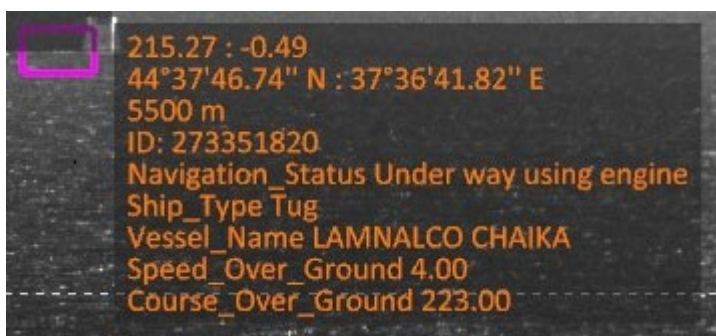 215.27 : -0.49
44°37'46.74'' N : 37°36'41.82'' E
5500 m
ID: 273351820
Navigation_Status Under way using engine
Ship_Type Tug
Vessel_Name LAMNALCO CHAIKA
Speed_Over_Ground 4.00
Course_Over_Ground 223.00